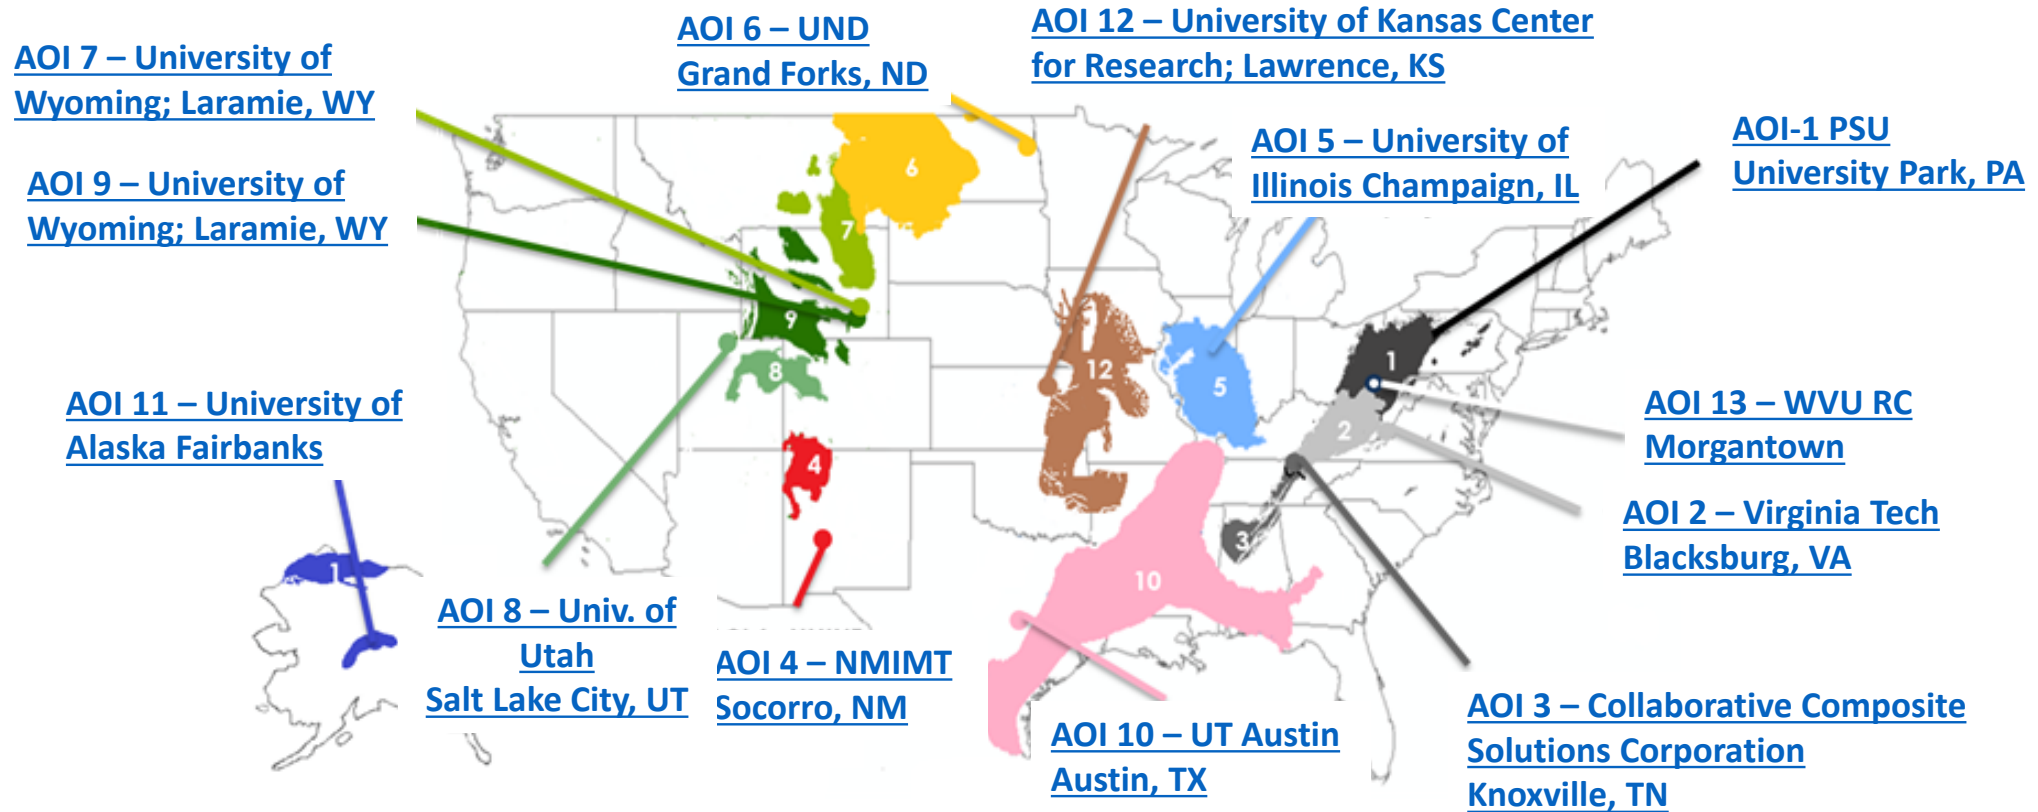 AOI 7 – University of
Wyoming; Laramie, WY
AOI 6 – UND
Grand Forks, ND
AOI 12 – University of Kansas Center
for Research; Lawrence, KS
AOI 5 – University of
Illinois Champaign, IL
AOI-1 PSU
University Park, PA
AOI 9 – University of
Wyoming; Laramie, WY
6
7
9
8
12
5
1
2
4
3
10
1
AOI 11 – University of
Alaska Fairbanks
AOI 13 – WVU RC
Morgantown
AOI 2 – Virginia Tech
Blacksburg, VA
AOI 8 – Univ. of
Utah
Salt Lake City, UT
AOI 4 – NMIMT
Socorro, NM
AOI 10 – UT Austin
Austin, TX
AOI 3 – Collaborative Composite
Solutions Corporation
Knoxville, TN